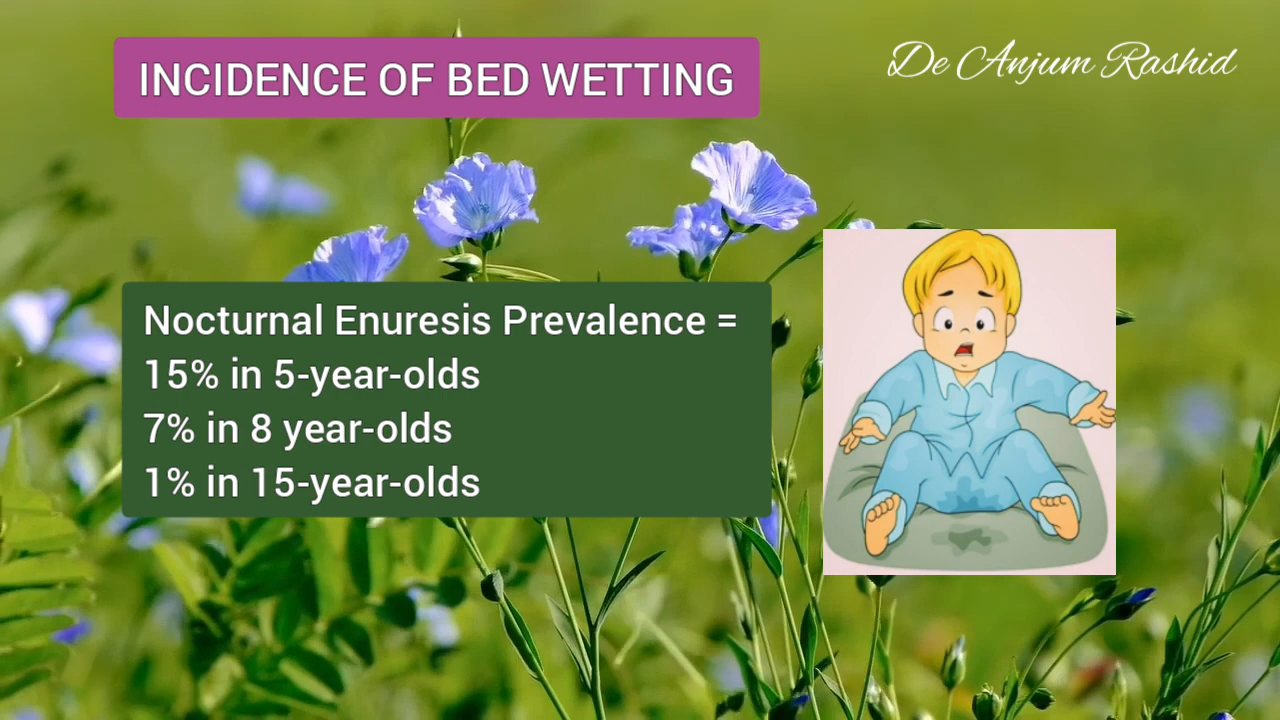 INCIDENCE OF BED WETTING
De Anjum Rashid
Nocturnal Enuresis Prevalence =
15% in 5-year-olds
7% in 8 year-olds
1% in 15-year-olds